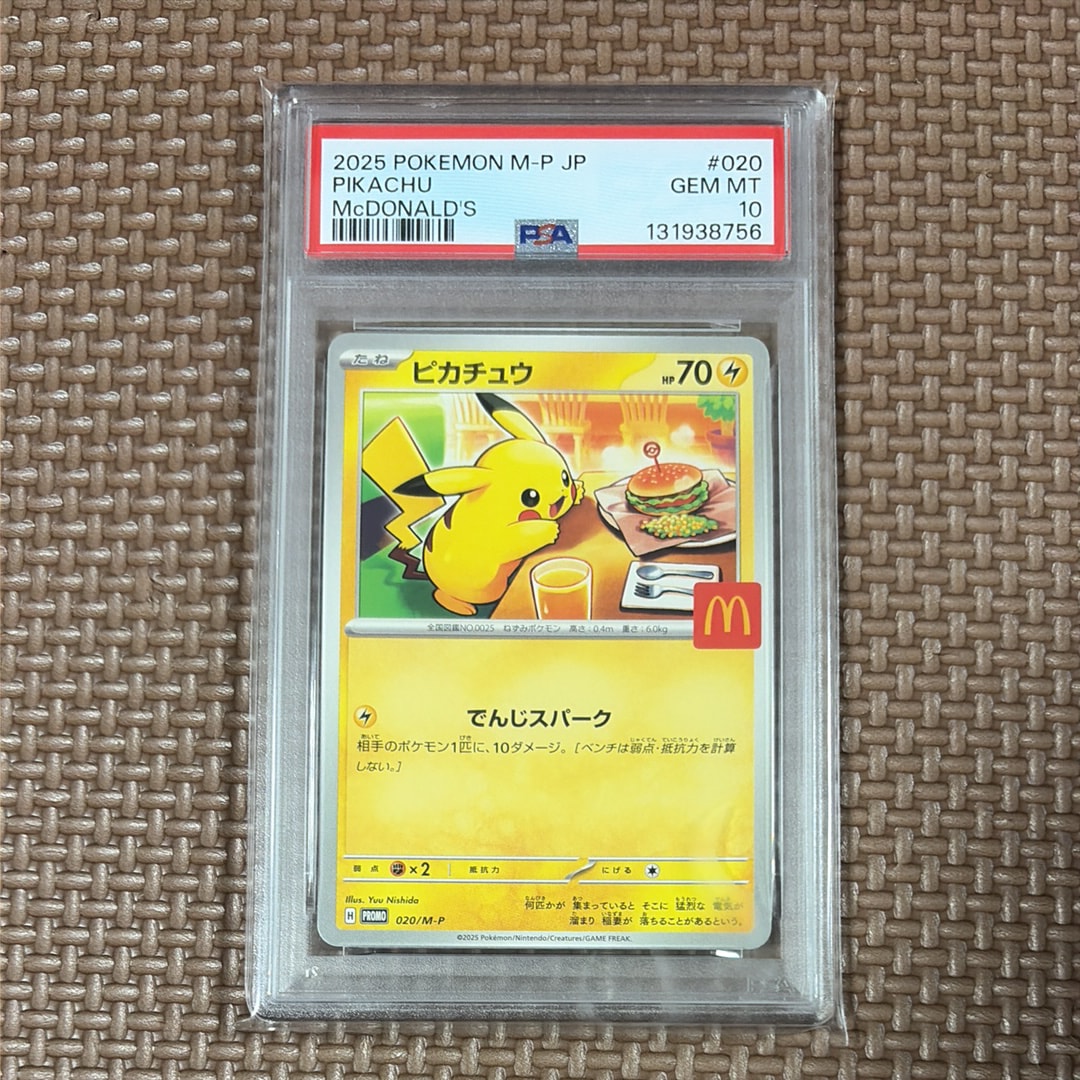 2025 POKEMON M-P JP #020
PIKACHU GEM MT
McDONALD'S 10
PSA 131938756
たね ピカチュウ HP 70
全国図鑑NO.0025 ねずみポケモン 高さ:0.4m 重さ:6.0kg
でんじスパーク
相手のポケモン1匹に、10ダメージ。[ベンチは弱点・抵抗力を計算
しない。]
弱点 ×2 抵抗力 にげる
Illus. Yuu Nishida
何匹かが 集まっていると そこに 猛烈な 電気が
H PROMO 020/M-P
溜まり 稲妻が 落ちることがあるという。
©2025 Pokémon/Nintendo/Creatures/GAME FREAK.